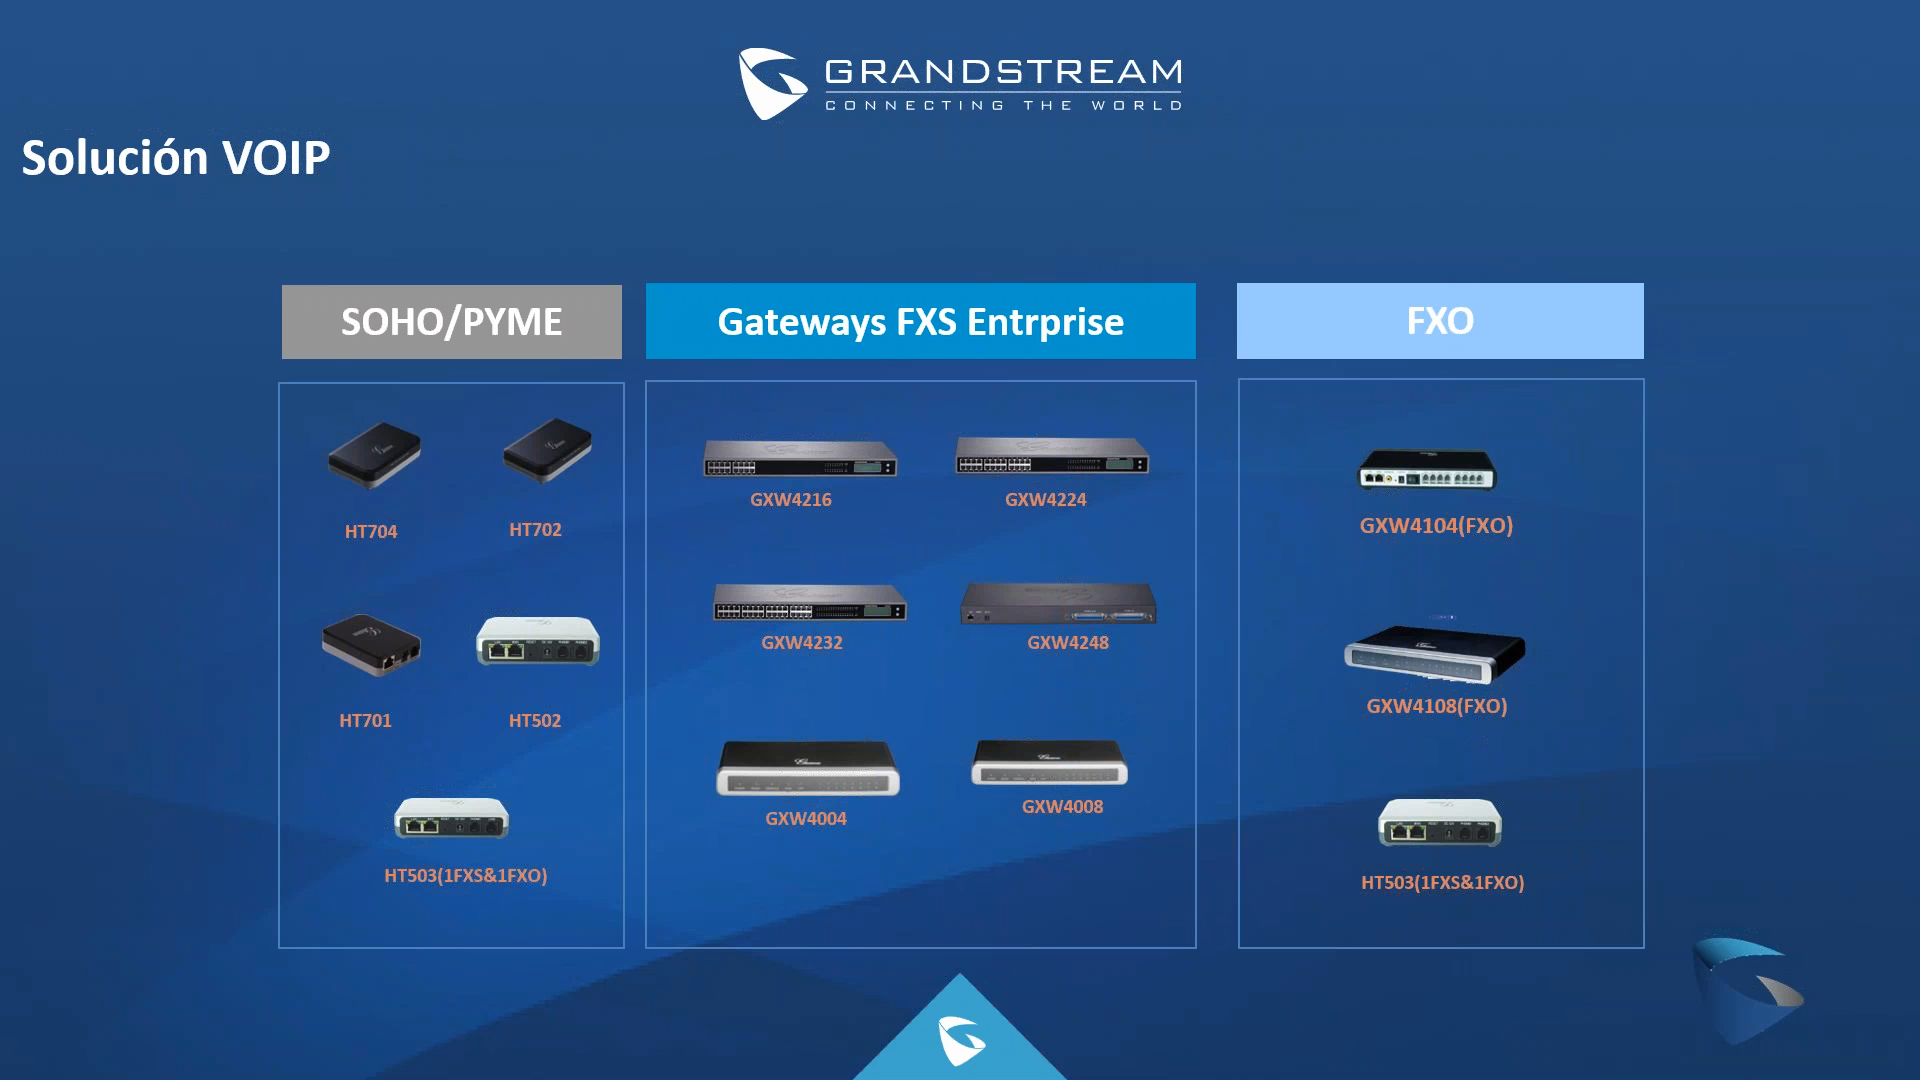 GRANDSTREAM
CONNECTING THE WORLD
Solución VOIP
SOHO/PYME
Gateways FXS Entrprise
FXO
HT704
HT702
HT701
HT502
HT503(1FXS&1FXO)
GXW4216
GXW4224
GXW4232
GXW4248
GXW4004
GXW4008
GXW4104(FXO)
GXW4108(FXO)
HT503(1FXS&1FXO)